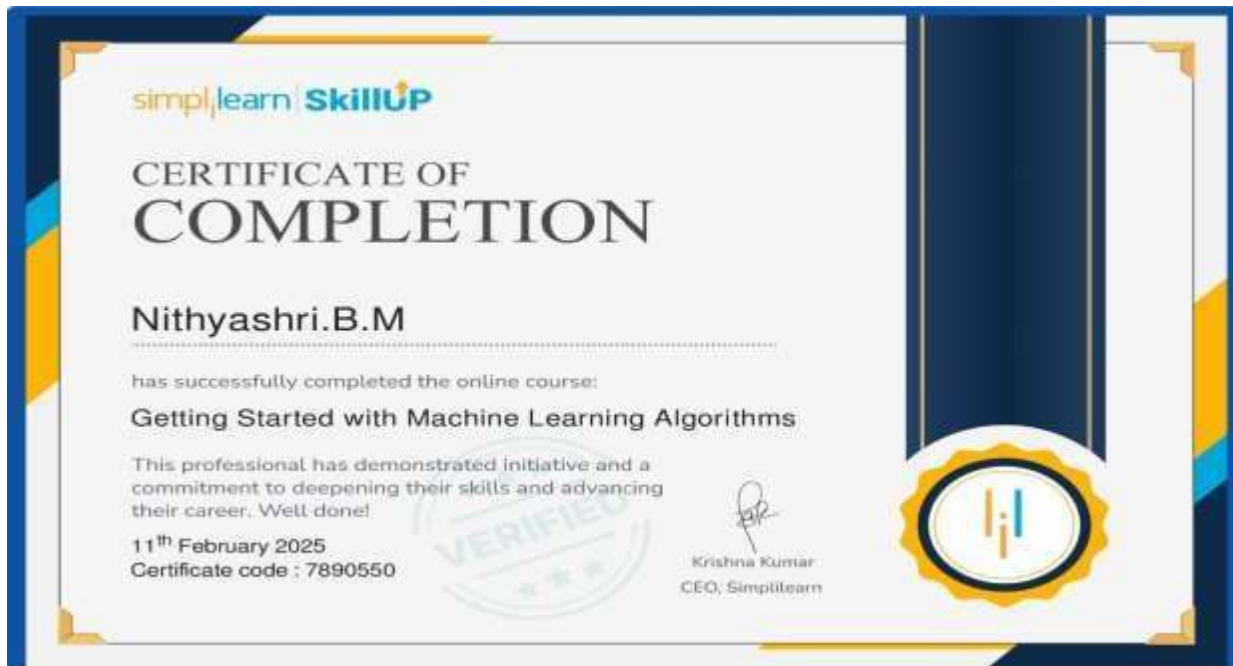 simplilearn SkillUP
CERTIFICATE OF
COMPLETION
Nithyashri.B.M
has successfully completed the online course:
Getting Started with Machine Learning Algorithms
This professional has demonstrated initiative and a
commitment to deepening their skills and advancing
their career. Well done!
VERIFIED
11th February 2025
Certificate code : 7890550
Krishna Kumar
CEO, Simplilearn